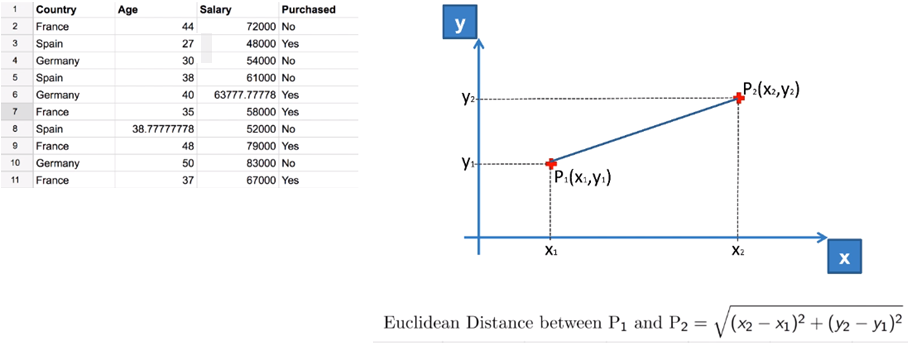 1 Country Age Salary Purchased
2 France 44 72000 No
3 Spain 27 48000 Yes
4 Germany 30 54000 No
5 Spain 38 61000 No
6 Germany 40 63777.77778 Yes
7 France 35 58000 Yes
8 Spain 38.77777778 52000 No
9 France 48 79000 Yes
10 Germany 50 83000 No
11 France 37 67000 Yes
y
y₂
P₂(x₂,y₂)
y₁
P₁(x₁,y₁)
x₁
x₂
x
Euclidean Distance between P₁ and P₂ = √(x₂ − x₁)² + (y₂ − y₁)²